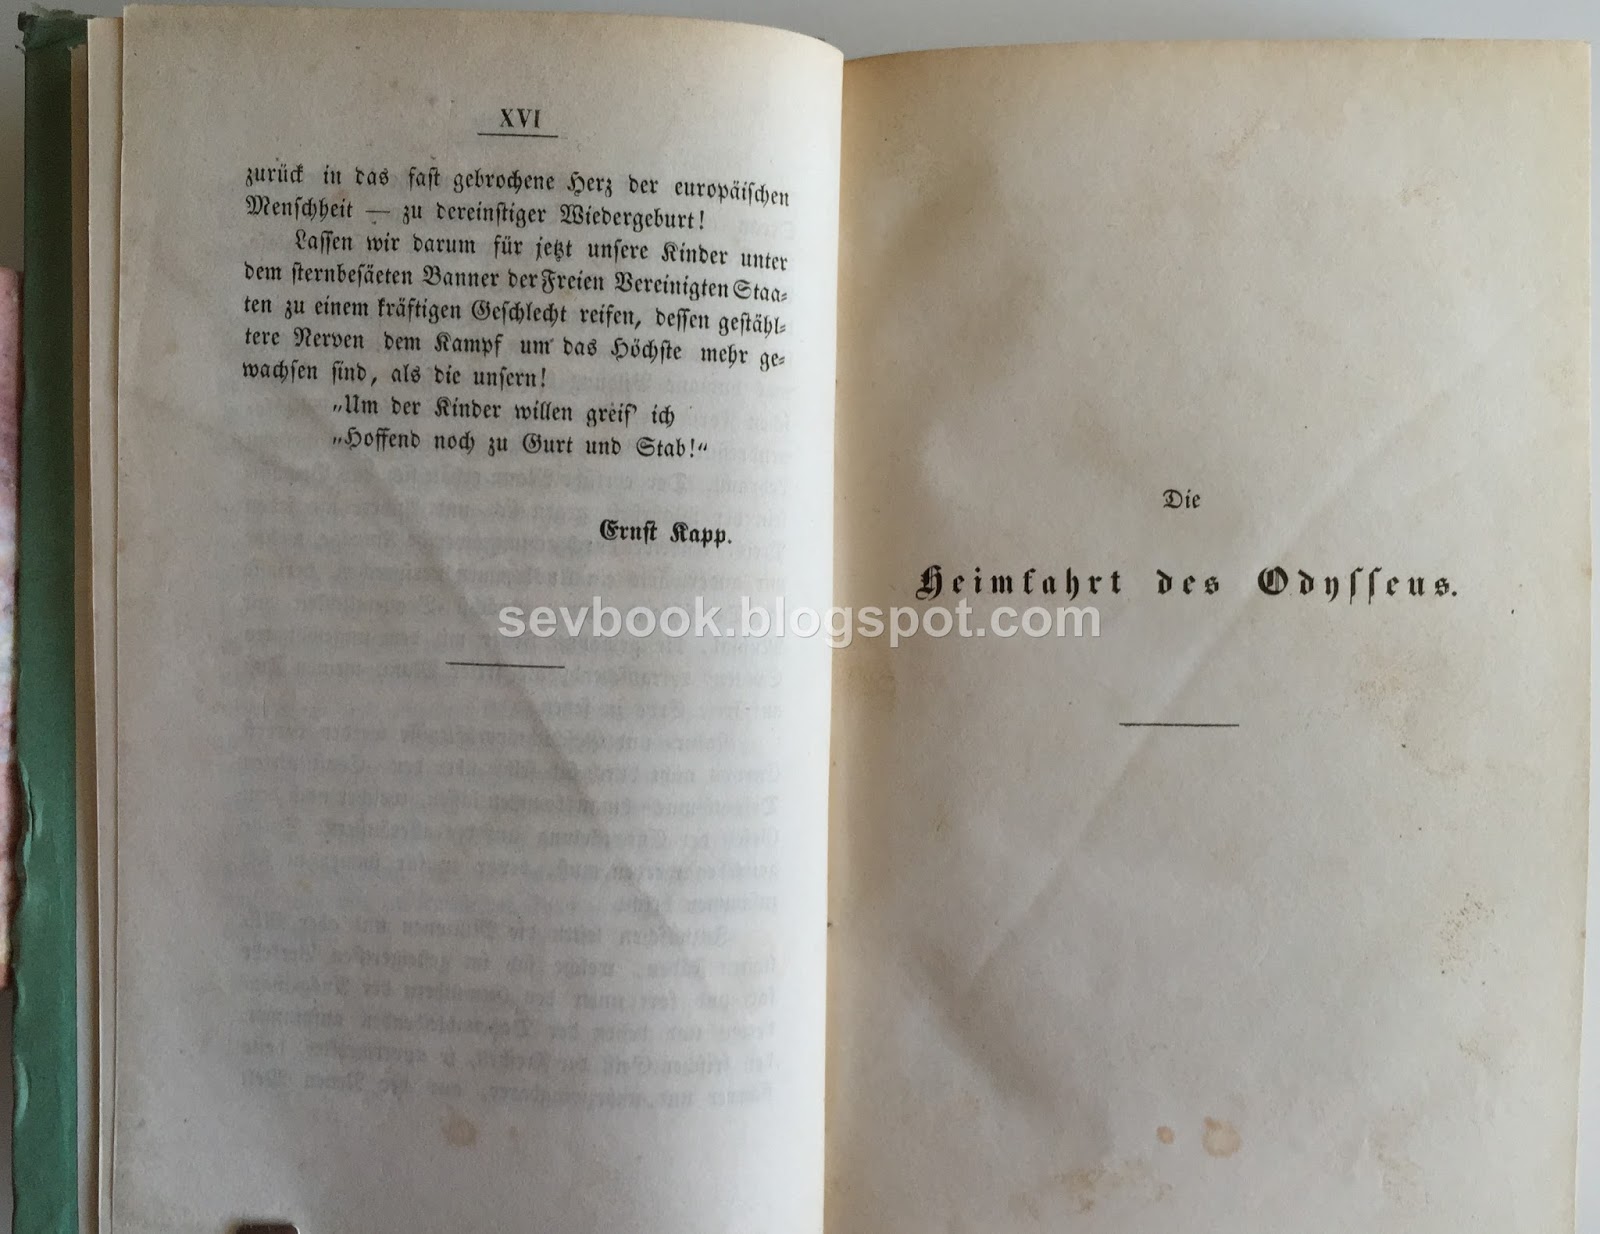 XVI
zurück in das fast gebrochene Herz der europäischen
Menschheit — zu dereinstiger Wiedergeburt!
Lassen wir darum für jetzt unsere Kinder unter
dem sternbesäeten Banner der Freien Vereinigten Staa-
ten zu einem kräftigen Geschlecht reifen, dessen gestähl-
tere Nerven dem Kampf um das Höchste mehr ge-
wachsen sind, als die unsern!
„Um der Kinder willen greif' ich
„Hoffend noch zu Gurt und Stab!“
Ernst Kapp.
Die
Heimfahrt des Odysseus.
sevbook.blogspot.com